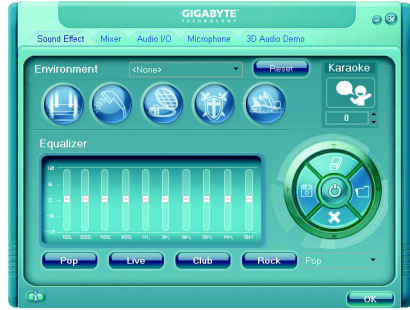 GIGABYTE
TECHNOLOGY
Sound Effect Mixer Audio I/O Microphone 3D Audio Demo
Environment <None> Reset Karaoke
0
Equalizer
Pop Live Club Rock Pop
OK